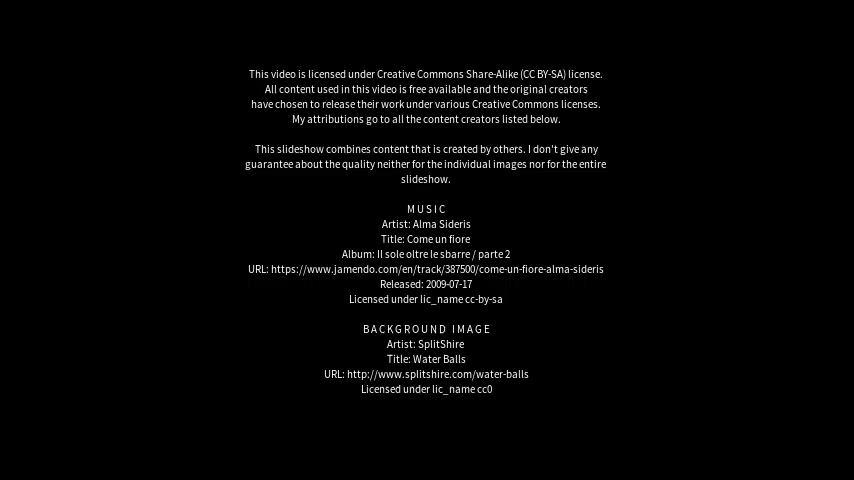 This video is licensed under Creative Commons Share-Alike (CC BY-SA) license.
All content used in this video is free available and the original creators
have chosen to release their work under various Creative Commons licenses.
My attributions go to all the content creators listed below.
This slideshow combines content that is created by others. I don't give any
guarantee about the quality neither for the individual images nor for the entire
slideshow.
MUSIC
Artist: Alma Sideris
Title: Come un fiore
Album: Il sole oltre le sbarre / parte 2
URL: https://www.jamendo.com/en/track/387500/come-un-fiore-alma-sideris
Released: 2009-07-17
Licensed under lic_name cc-by-sa
BACKGROUND IMAGE
Artist: SplitShire
Title: Water Balls
URL: http://www.splitshire.com/water-balls
Licensed under lic_name cc0